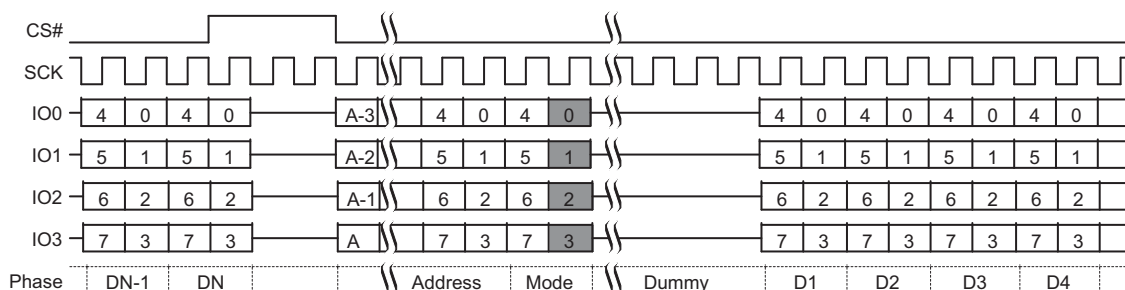 CS#
SCK
IO0 4 0 4 0 A-3 4 0 4 0 4 0 4 0 4 0 4 0
IO1 5 1 5 1 A-2 5 1 5 1 5 1 5 1 5 1 5 1
IO2 6 2 6 2 A-1 6 2 6 2 6 2 6 2 6 2 6 2
IO3 7 3 7 3 A 7 3 7 3 7 3 7 3 7 3 7 3
Phase DN-1 DN Address Mode Dummy D1 D2 D3 D4